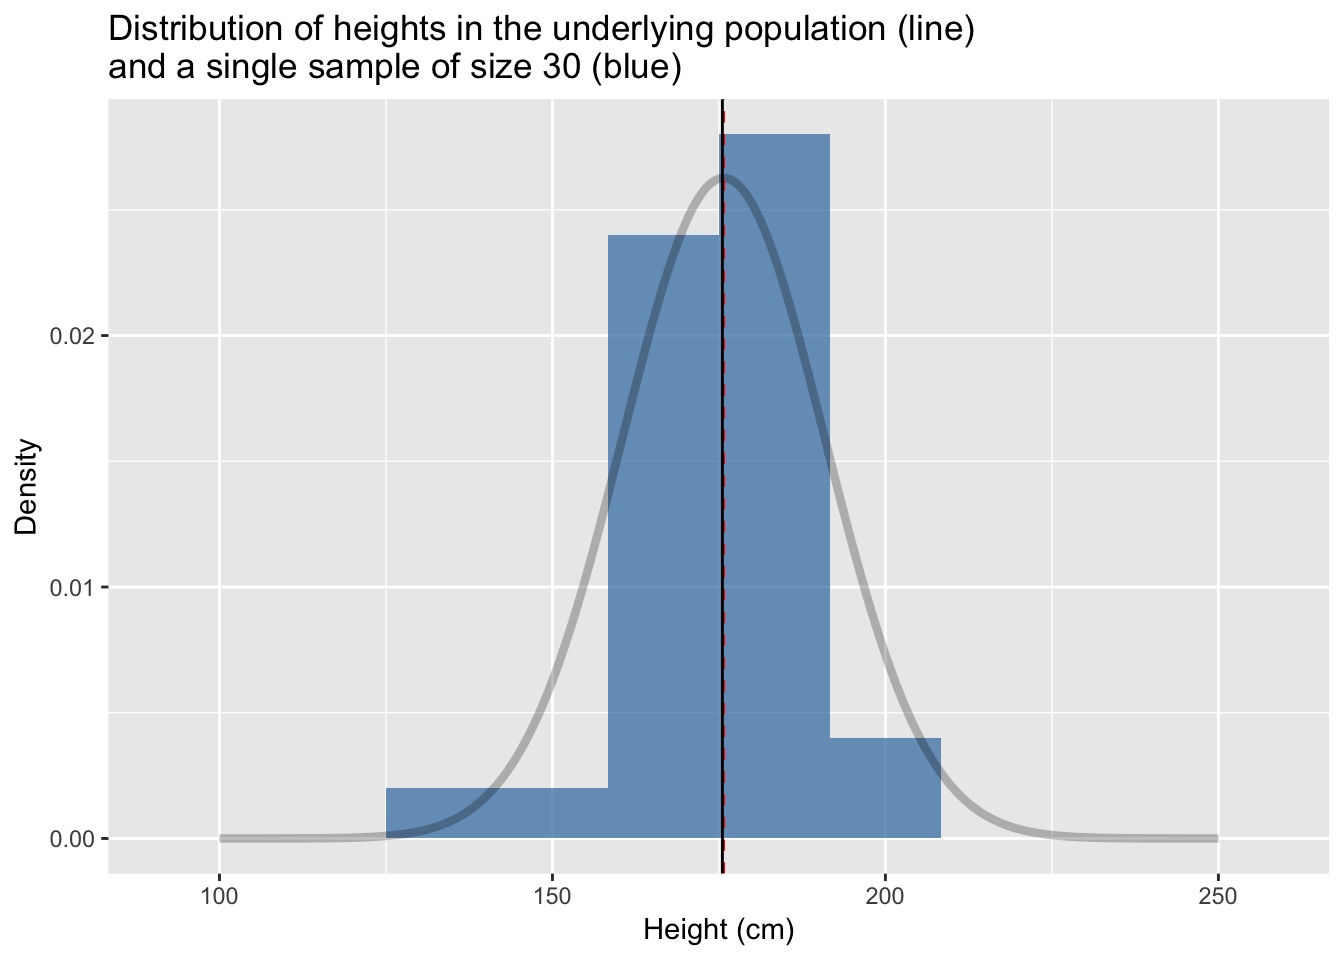 Distribution of heights in the underlying population (line)
and a single sample of size 30 (blue)
Density
0.02
0.01
0.00
100 150 200 250
Height (cm)